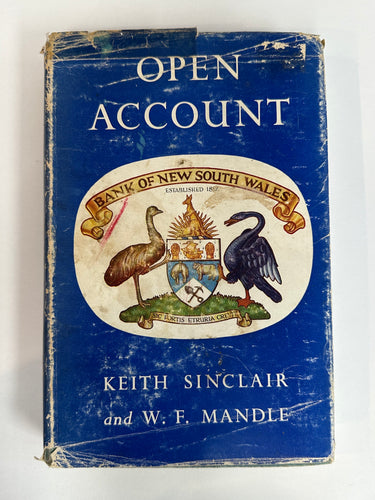 OPEN
ACCOUNT
BANK OF NEW SOUTH WALES
ESTABLISHED 1817
SIC FORTIS ETRURIA CREVIT
KEITH SINCLAIR
and W. F. MANDLE